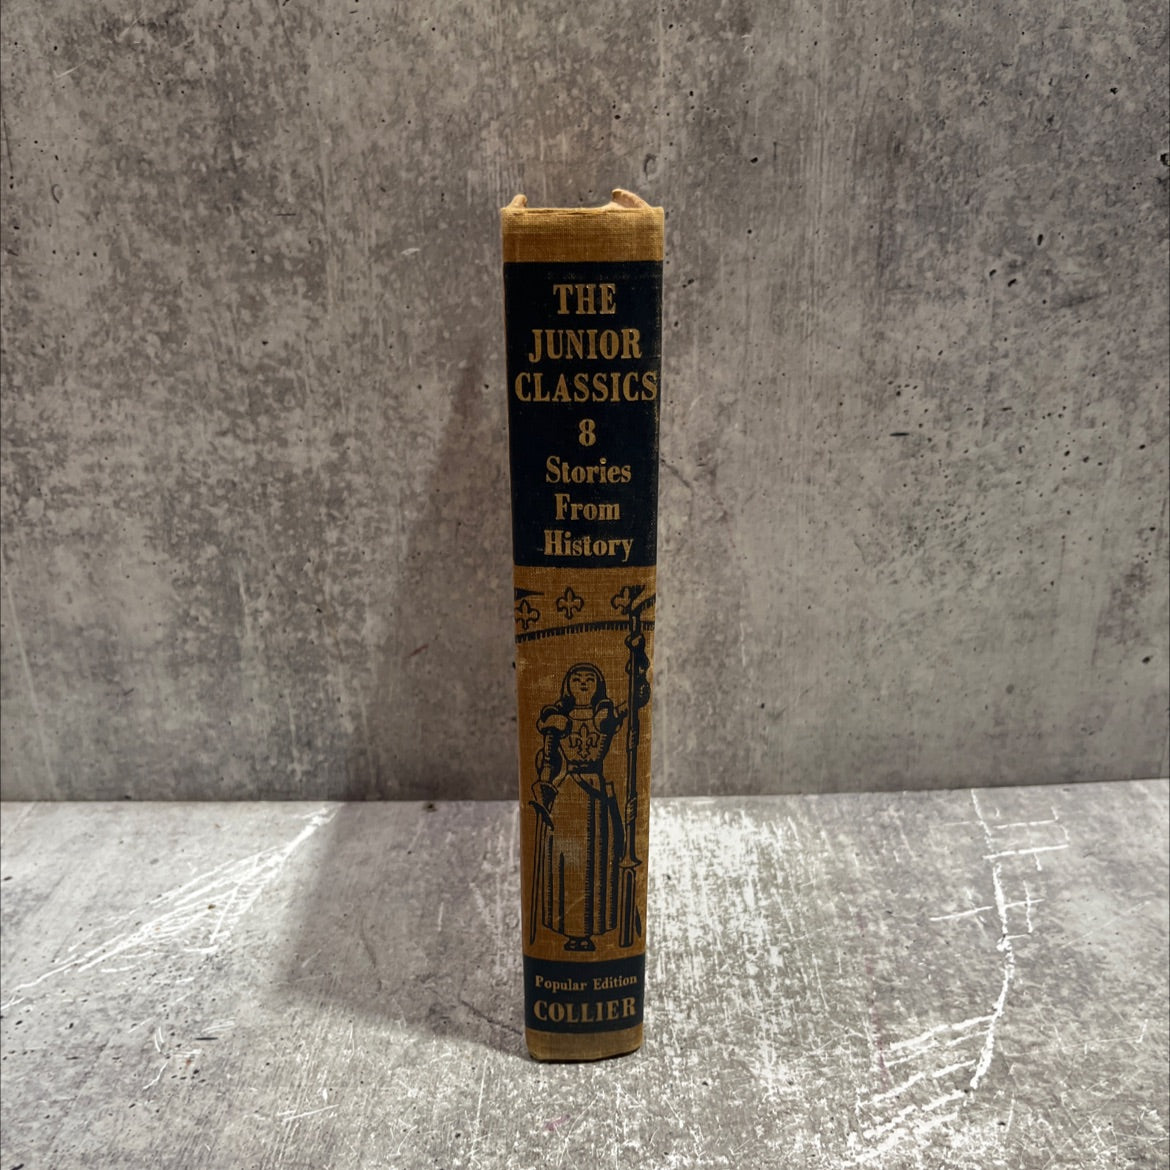 THE
JUNIOR
CLASSICS
8
Stories
From
History
Popular Edition
COLLIER